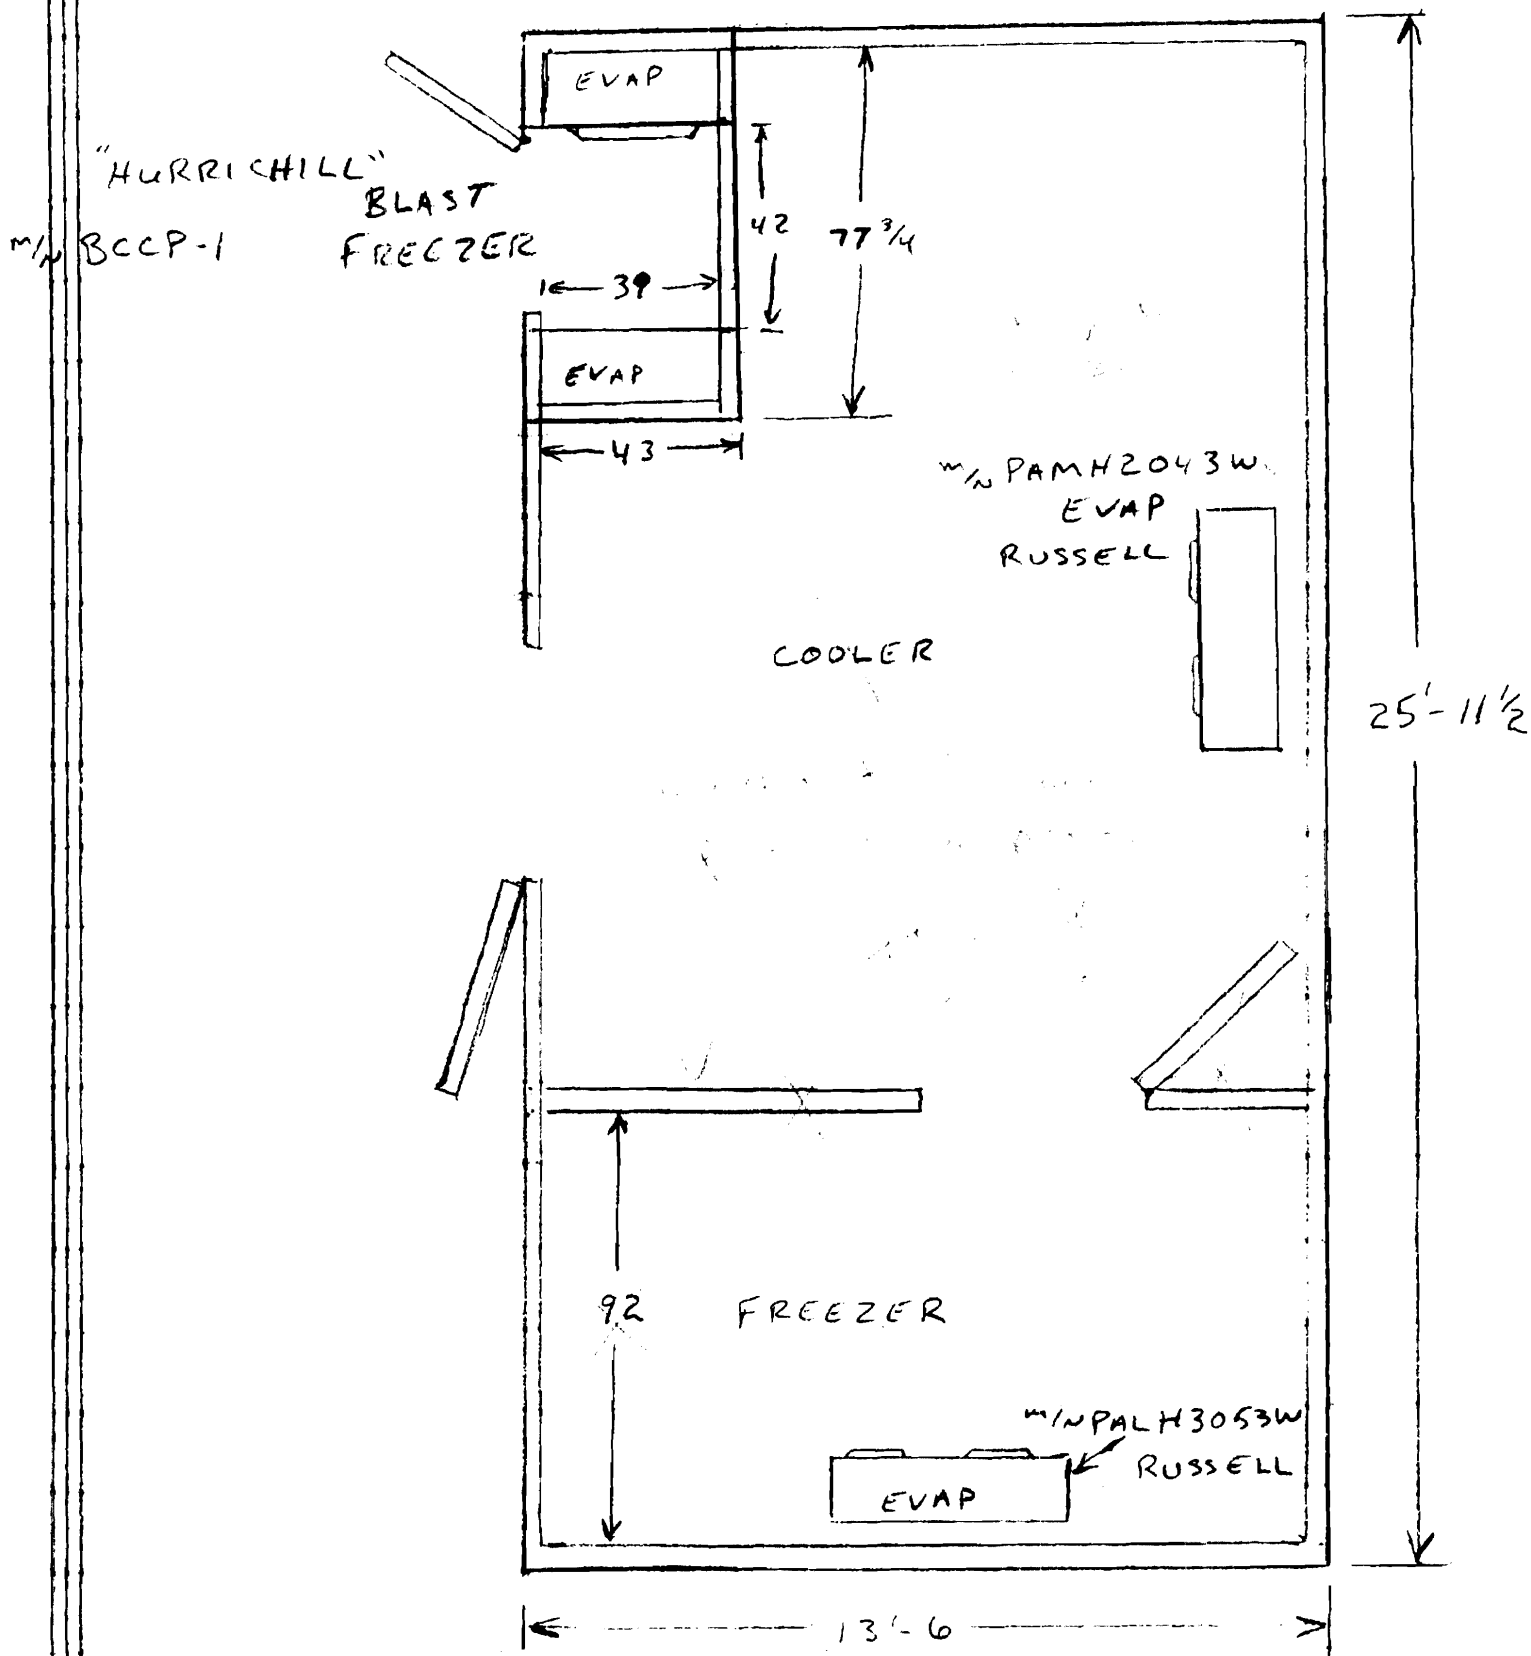 EVAP
"HURRICHILL"
BLAST
m/N BCCP-1 FREEZER
42
77 3/4
39
EVAP
43
m/N PAMH2043W
EVAP
RUSSELL
COOLER
25'-11 1/2
92
FREEZER
m/N PALH3053W
RUSSELL
EVAP
13'-6